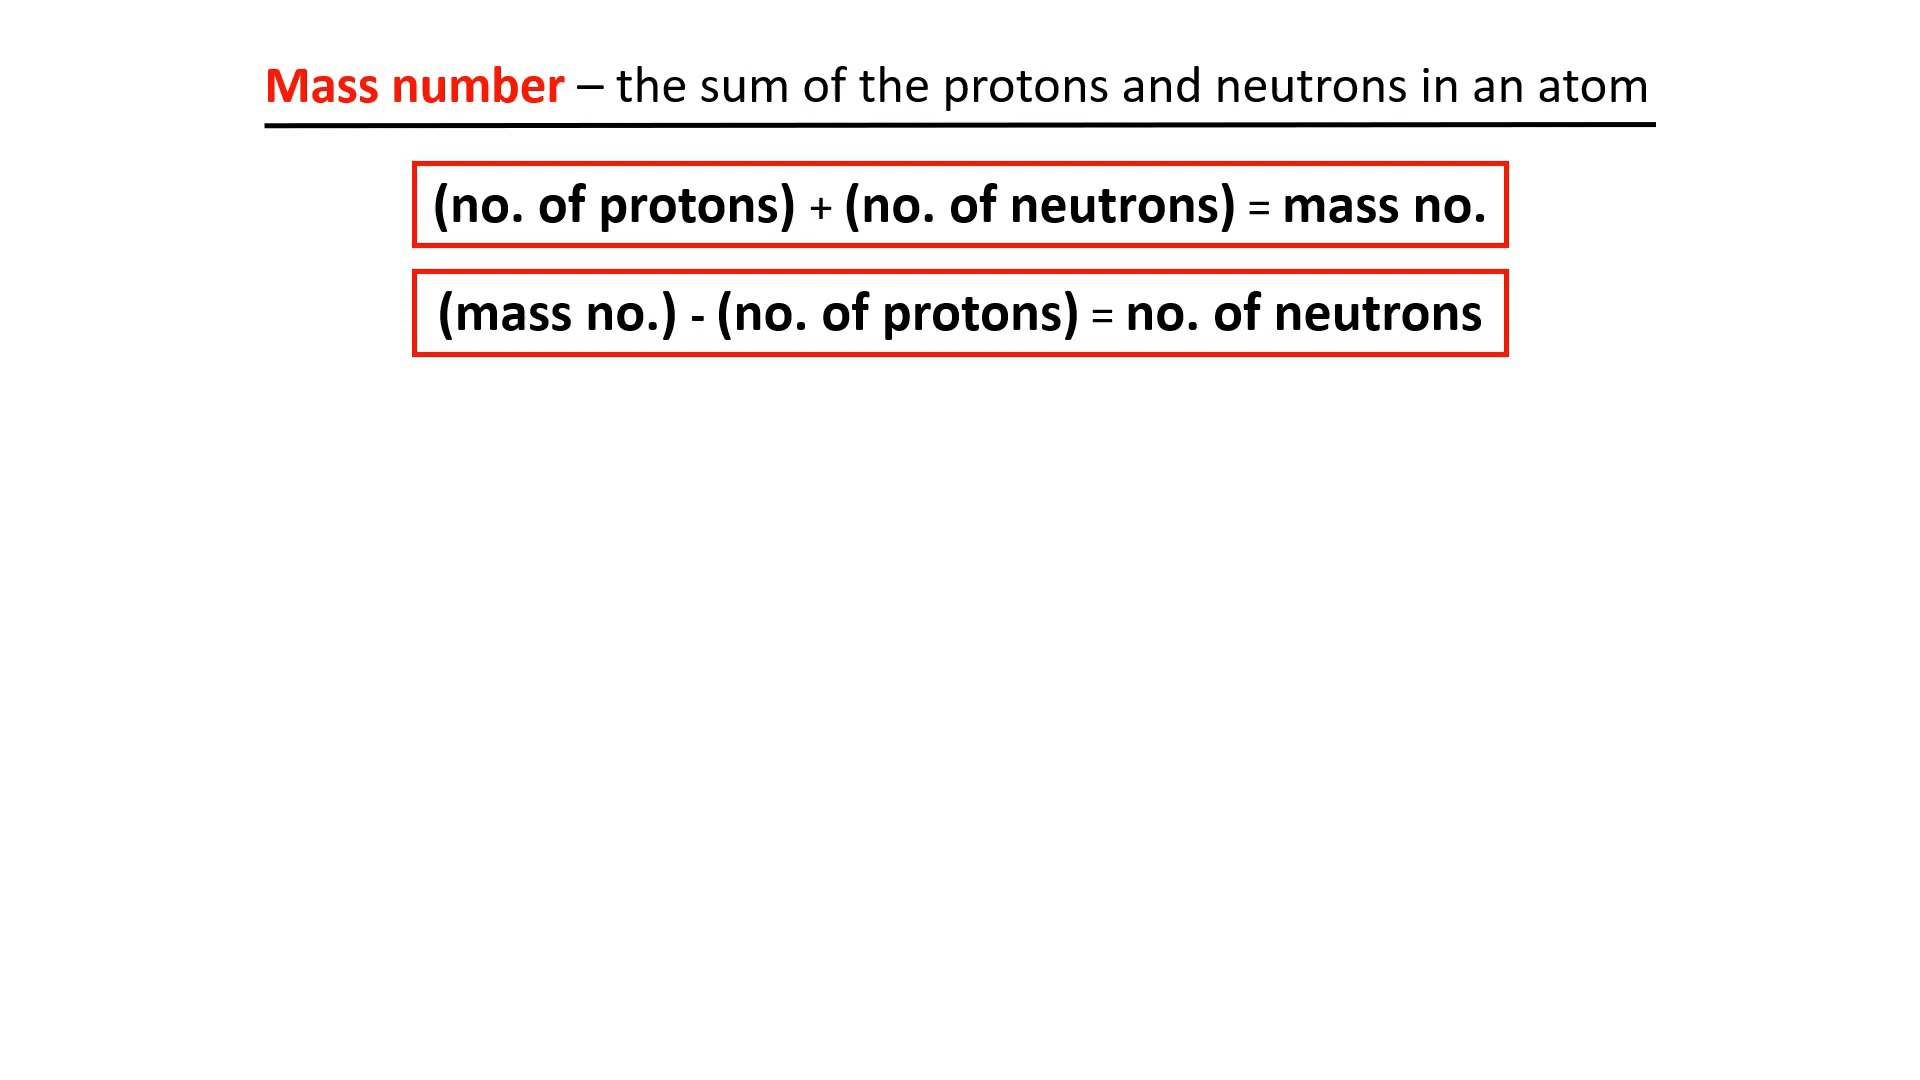 Mass number – the sum of the protons and neutrons in an atom
(no. of protons) + (no. of neutrons) = mass no.
(mass no.) - (no. of protons) = no. of neutrons